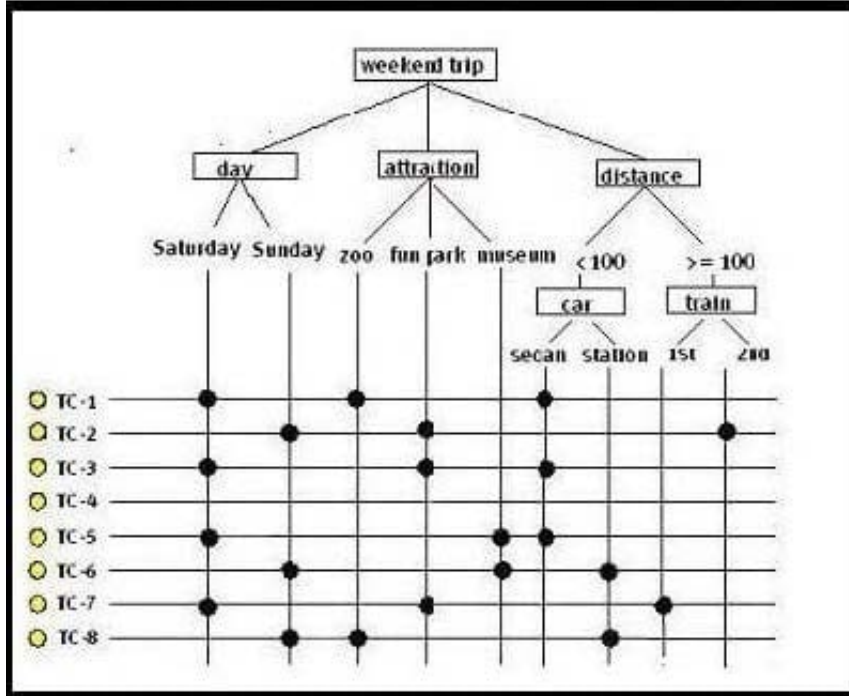 weekend trip
day attraction distance
Saturday Sunday zoo fun park museum < 100 >= 100
car train
sedan station 1st 2nd
TC-1
TC-2
TC-3
TC-4
TC-5
TC-6
TC-7
TC-8